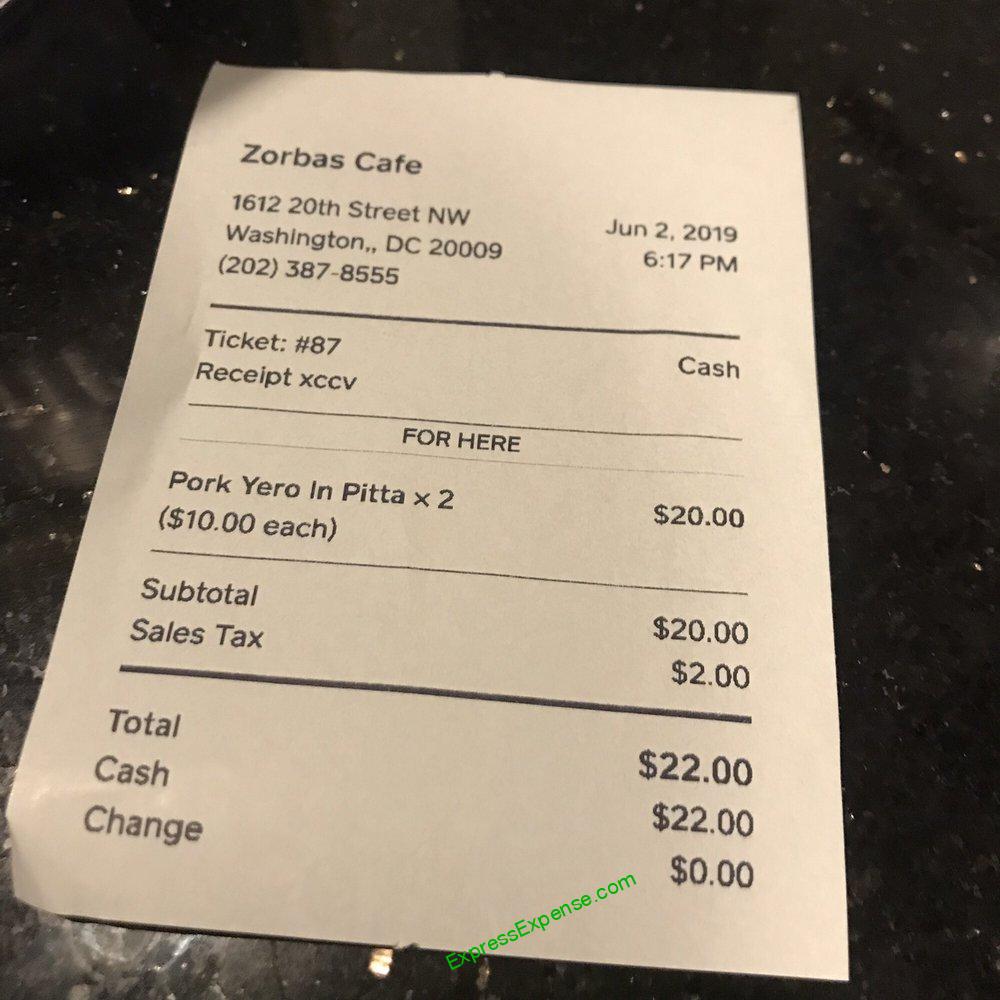 Zorbas Cafe
1612 20th Street NW
Washington,, DC 20009
(202) 387-8555
Jun 2, 2019
6:17 PM
Ticket: #87
Receipt xccv
Cash
FOR HERE
Pork Yero In Pitta x 2 $20.00
($10.00 each)
Subtotal $20.00
Sales Tax $2.00
Total $22.00
Cash $22.00
Change $0.00
ExpressExpense.com